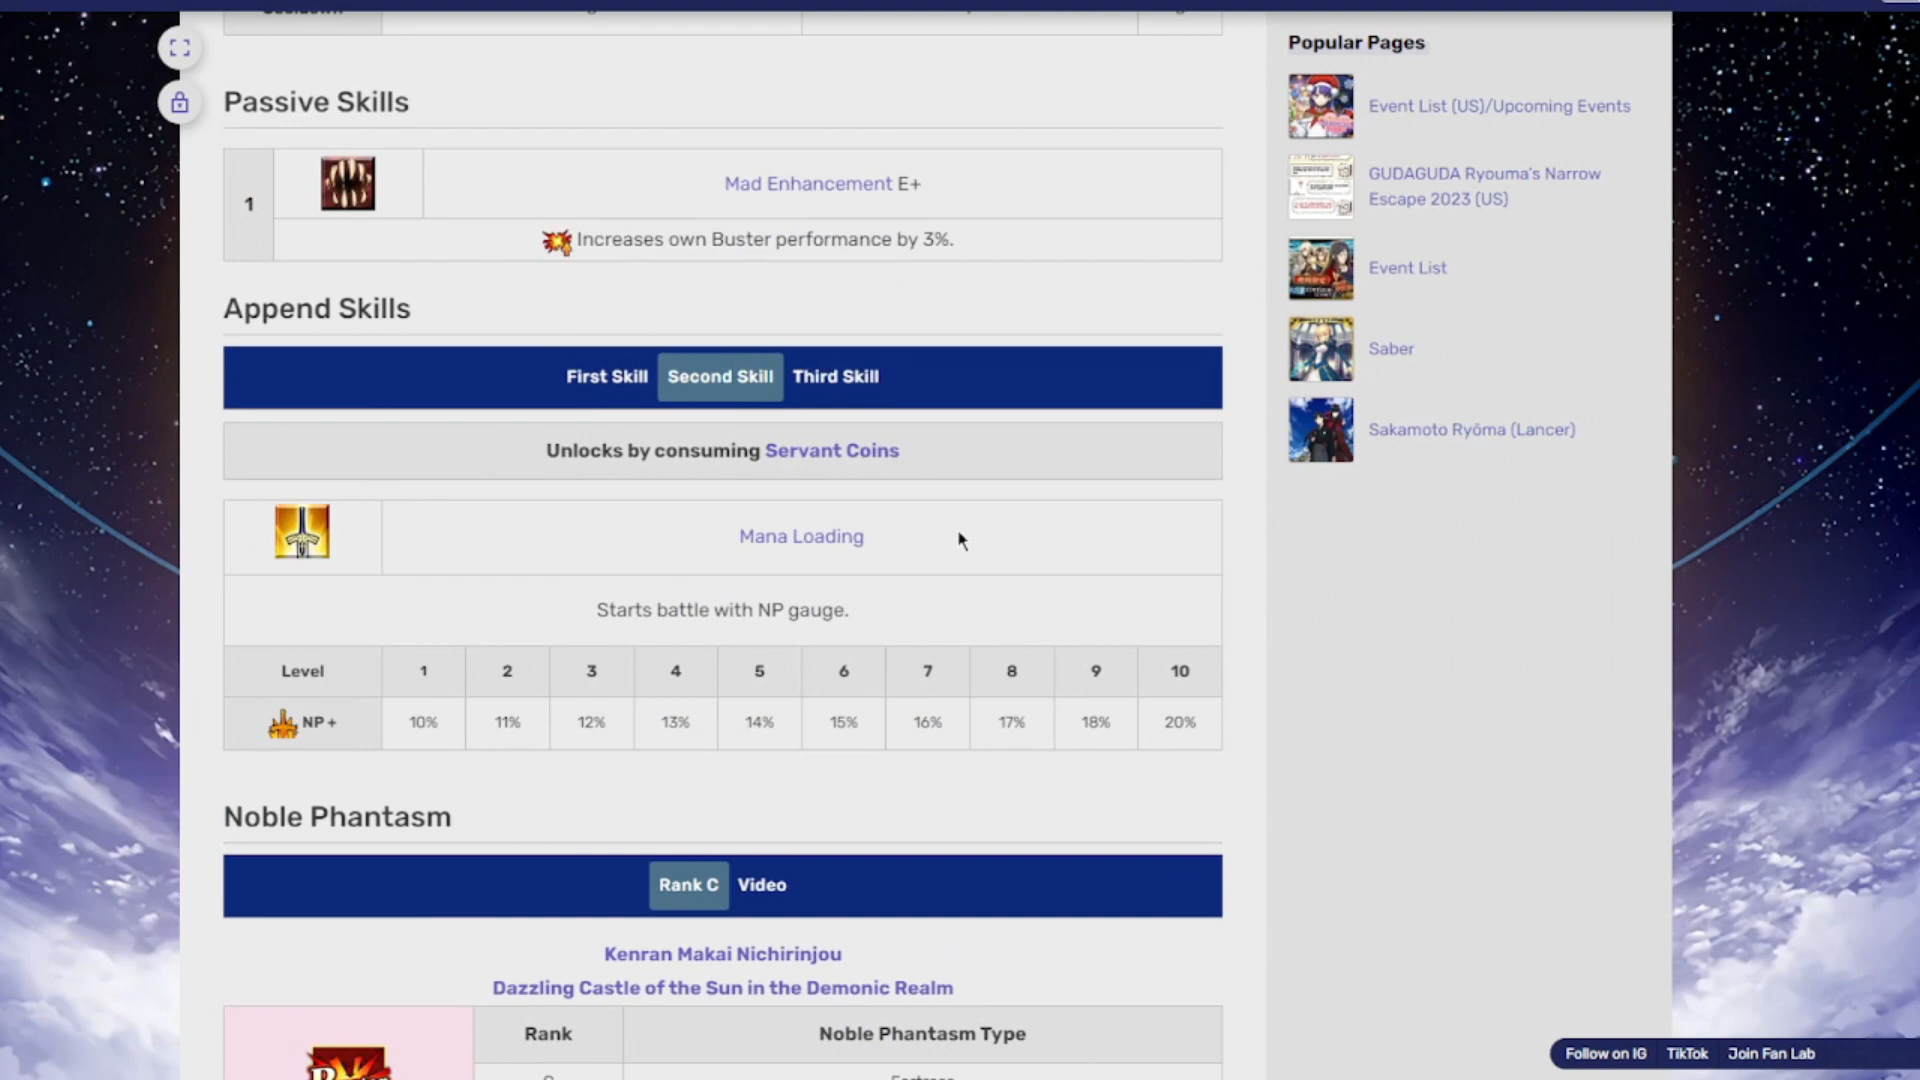 Passive Skills
1
Mad Enhancement E+
Increases own Buster performance by 3%.
Append Skills
First Skill Second Skill Third Skill
Unlocks by consuming Servant Coins
Mana Loading
Starts battle with NP gauge.
Level 1 2 3 4 5 6 7 8 9 10
NP + 10% 11% 12% 13% 14% 15% 16% 17% 18% 20%
Noble Phantasm
Rank C Video
Kenran Makai Nichirinjou
Dazzling Castle of the Sun in the Demonic Realm
Rank Noble Phantasm Type
Popular Pages
Event List (US)/Upcoming Events
GUDAGUDA Ryouma's Narrow
Escape 2023 (US)
Event List
Saber
Sakamoto Ryōma (Lancer)
Follow on IG TikTok Join Fan Lab